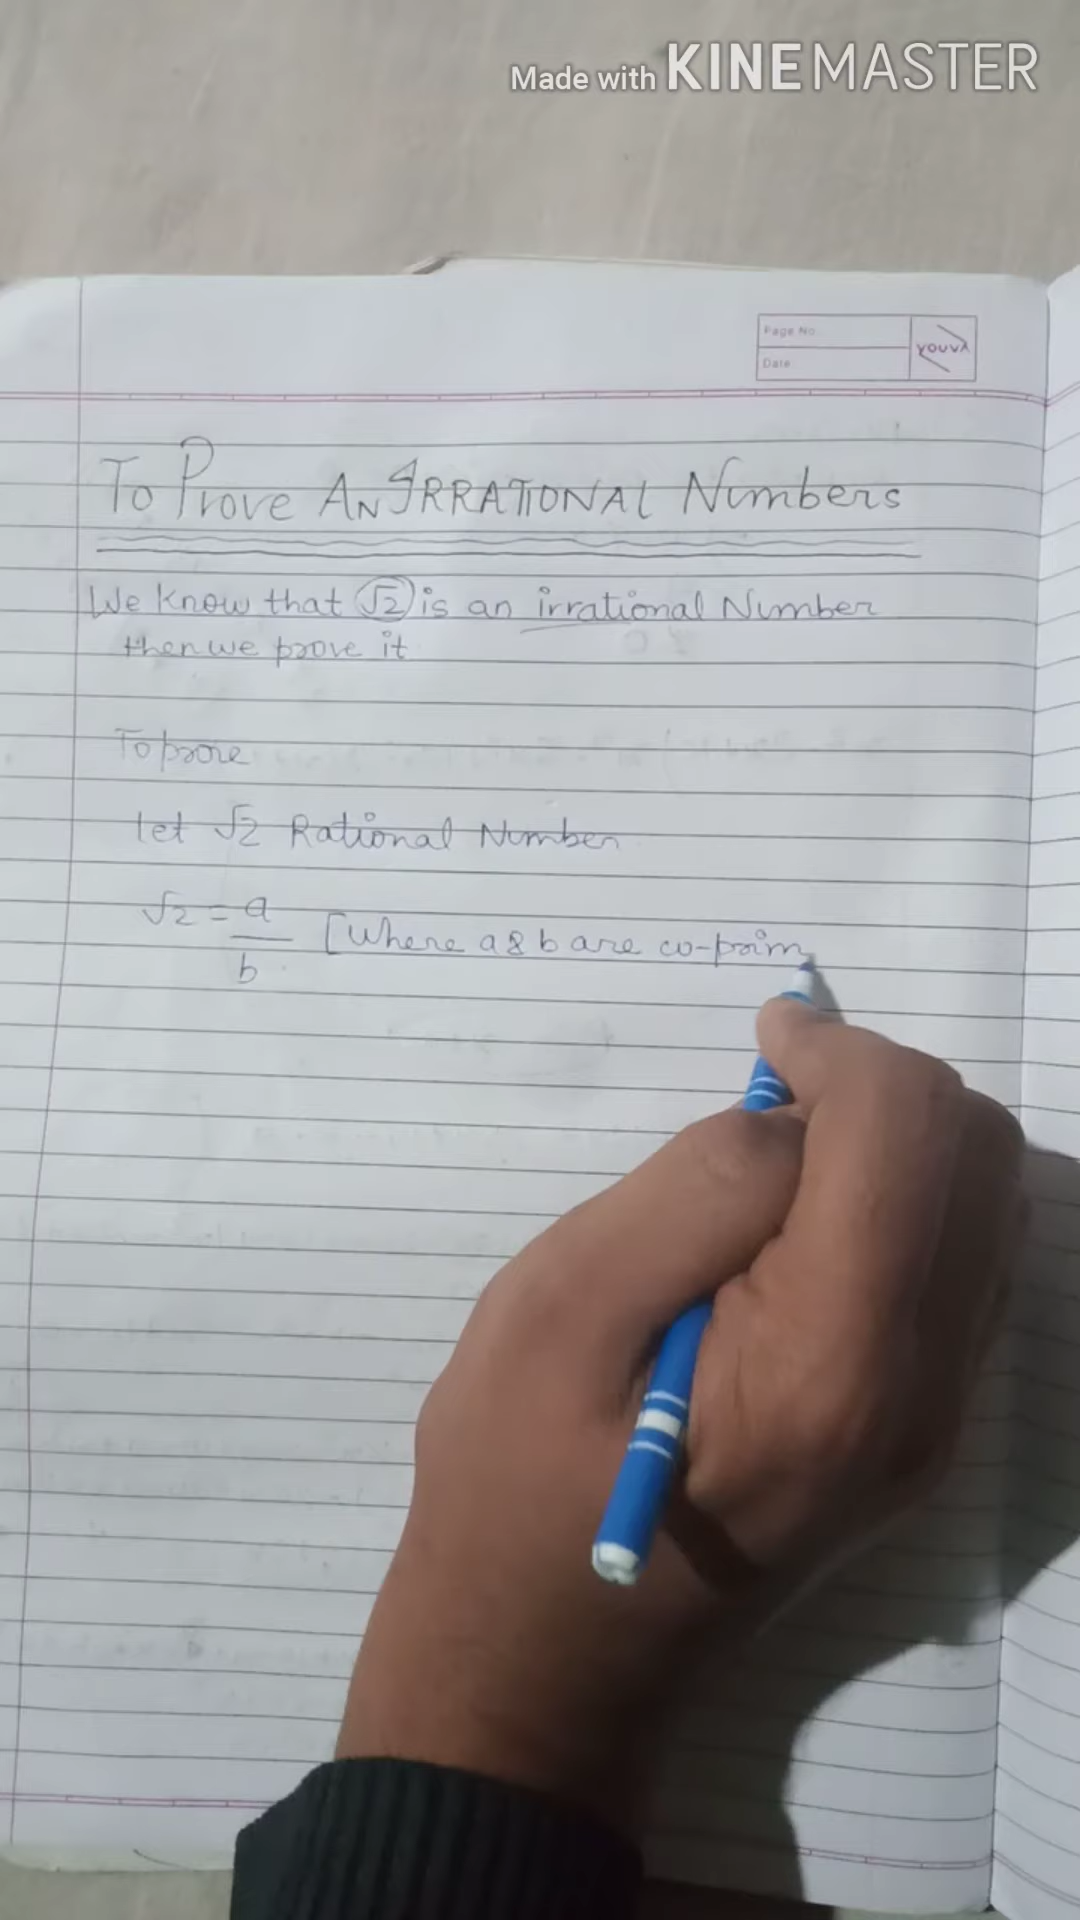 Made with KINEMASTER
Page No
Date
YOUVA
To Prove AN IRRATIONAL Numbers
We know that √2 is an irrational Number
then we prove it
To prove
let √2 Rational Number
√2 = a
b
[Where a & b are co-prim